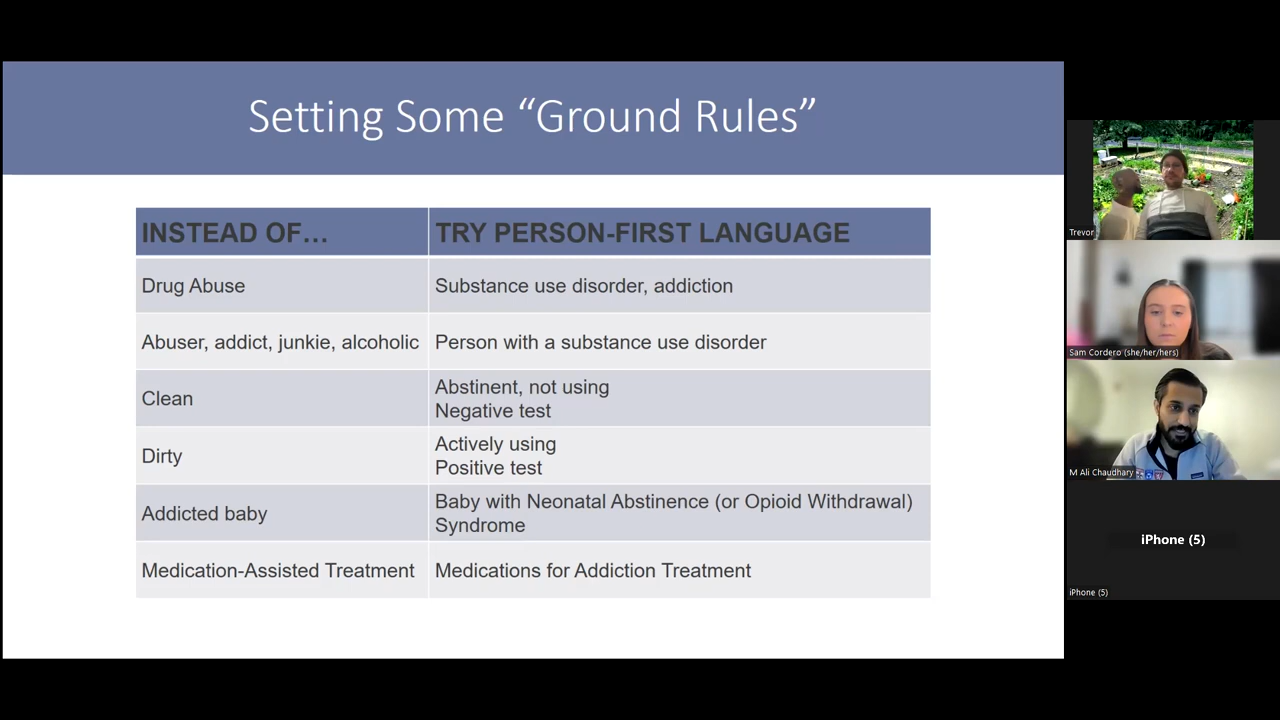 Setting Some “Ground Rules”
INSTEAD OF…
TRY PERSON-FIRST LANGUAGE
Drug Abuse
Substance use disorder, addiction
Abuser, addict, junkie, alcoholic
Person with a substance use disorder
Clean
Abstinent, not using
Negative test
Dirty
Actively using
Positive test
Addicted baby
Baby with Neonatal Abstinence (or Opioid Withdrawal)
Syndrome
Medication-Assisted Treatment
Medications for Addiction Treatment
Trevor
Sam Cordero (she/her/hers)
M Ali Chaudhary
iPhone (5)
iPhone (5)